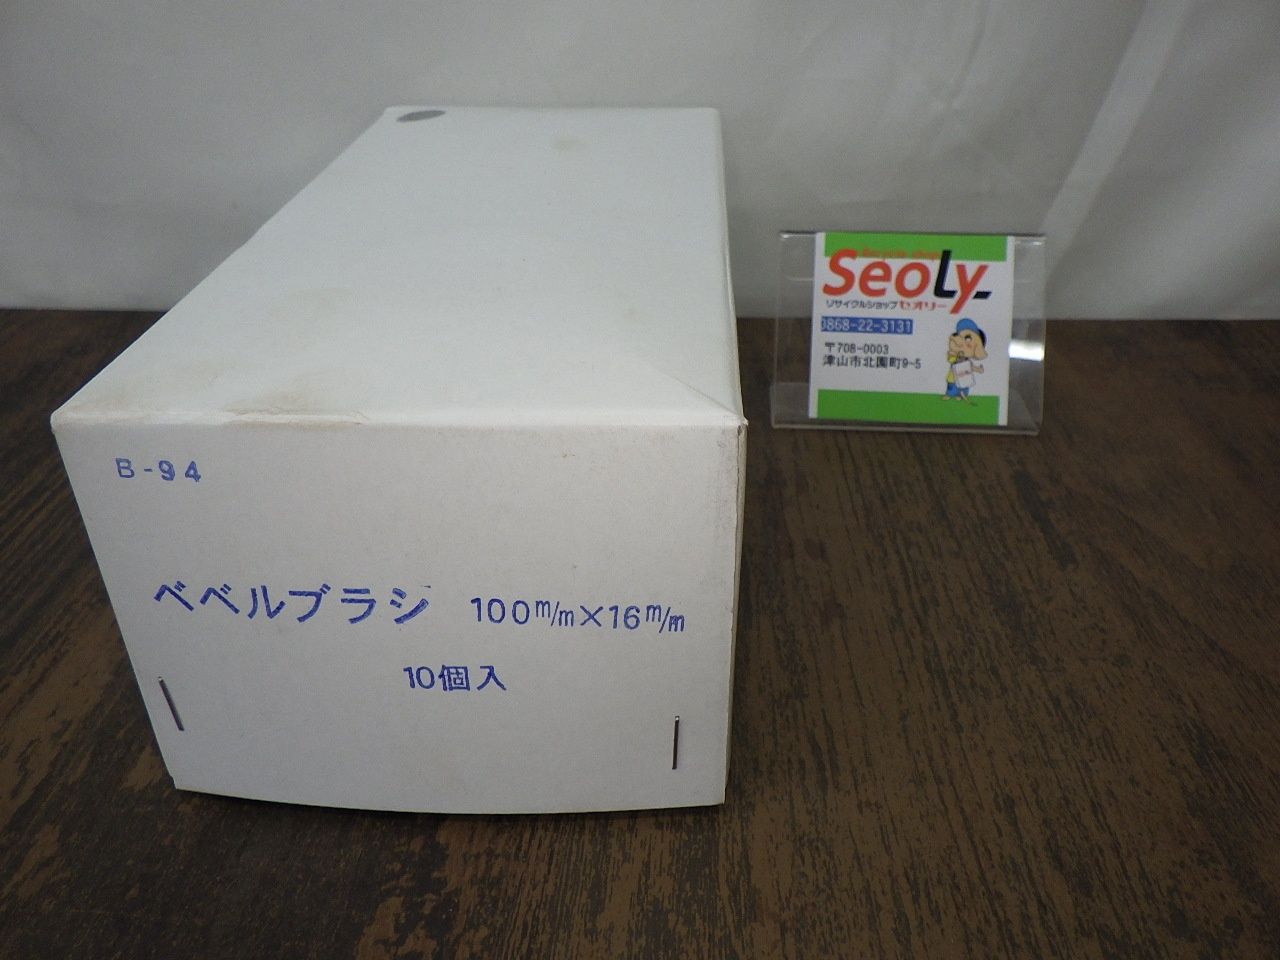 B-94
ベベルブラシ 100m/m×16m/m
10個入
Seoly
リサイクルショップセオリー
0868-22-3131
〒708-0003
津山市北園町9-5